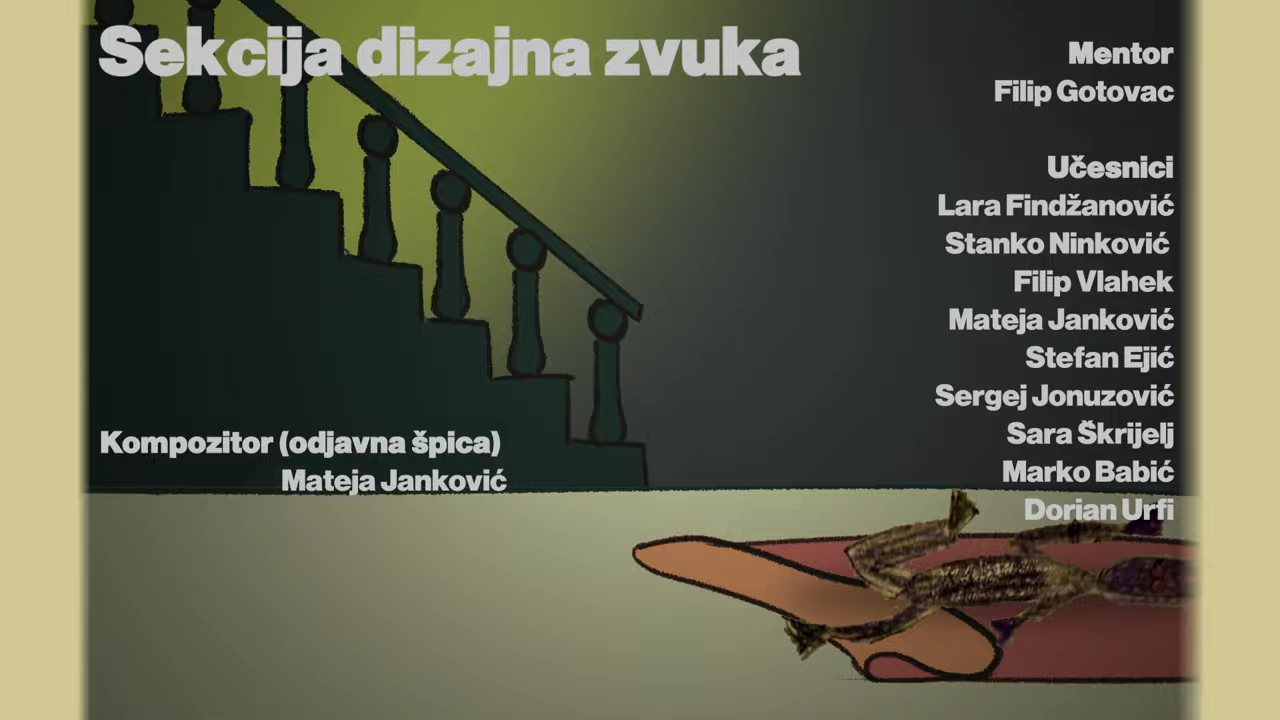 Sekcija dizajna zvuka
Mentor
Filip Gotovac
Učesnici
Lara Findžanović
Stanko Ninković
Filip Vlahek
Mateja Janković
Stefan Ejić
Sergej Jonuzović
Sara Škrijelj
Marko Babić
Dorian Urfi
Kompozitor (odjavna špica)
Mateja Janković